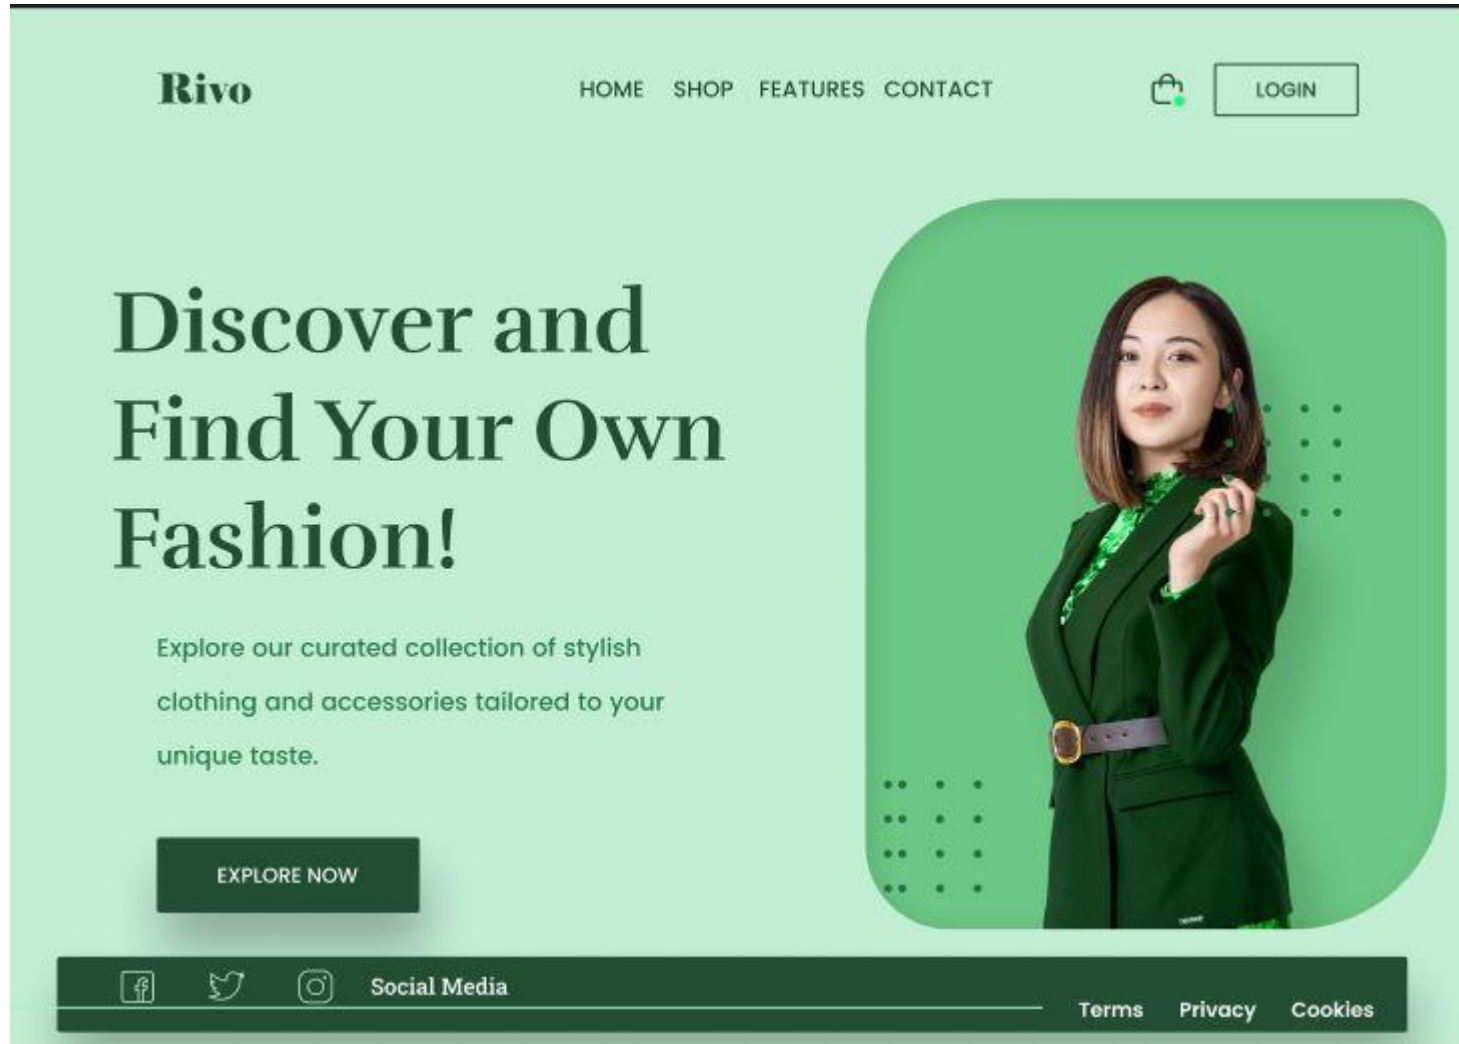 Rivo
HOME SHOP FEATURES CONTACT
LOGIN
Discover and
Find Your Own
Fashion!
Explore our curated collection of stylish
clothing and accessories tailored to your
unique taste.
EXPLORE NOW
Social Media
Terms Privacy Cookies